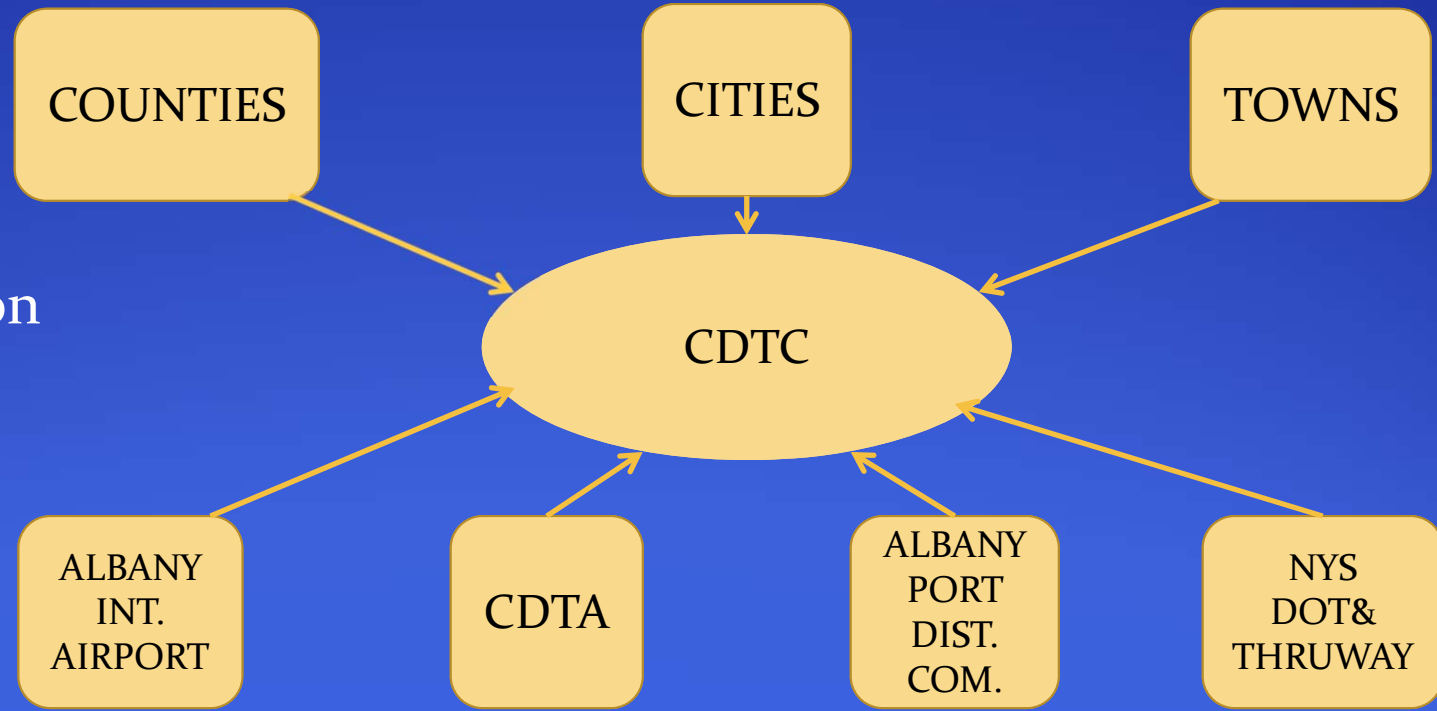 COUNTIES
CITIES
TOWNS
on
CDTC
ALBANY
INT.
AIRPORT
CDTA
ALBANY
PORT
DIST.
COM.
NYS
DOT&
THRUWAY